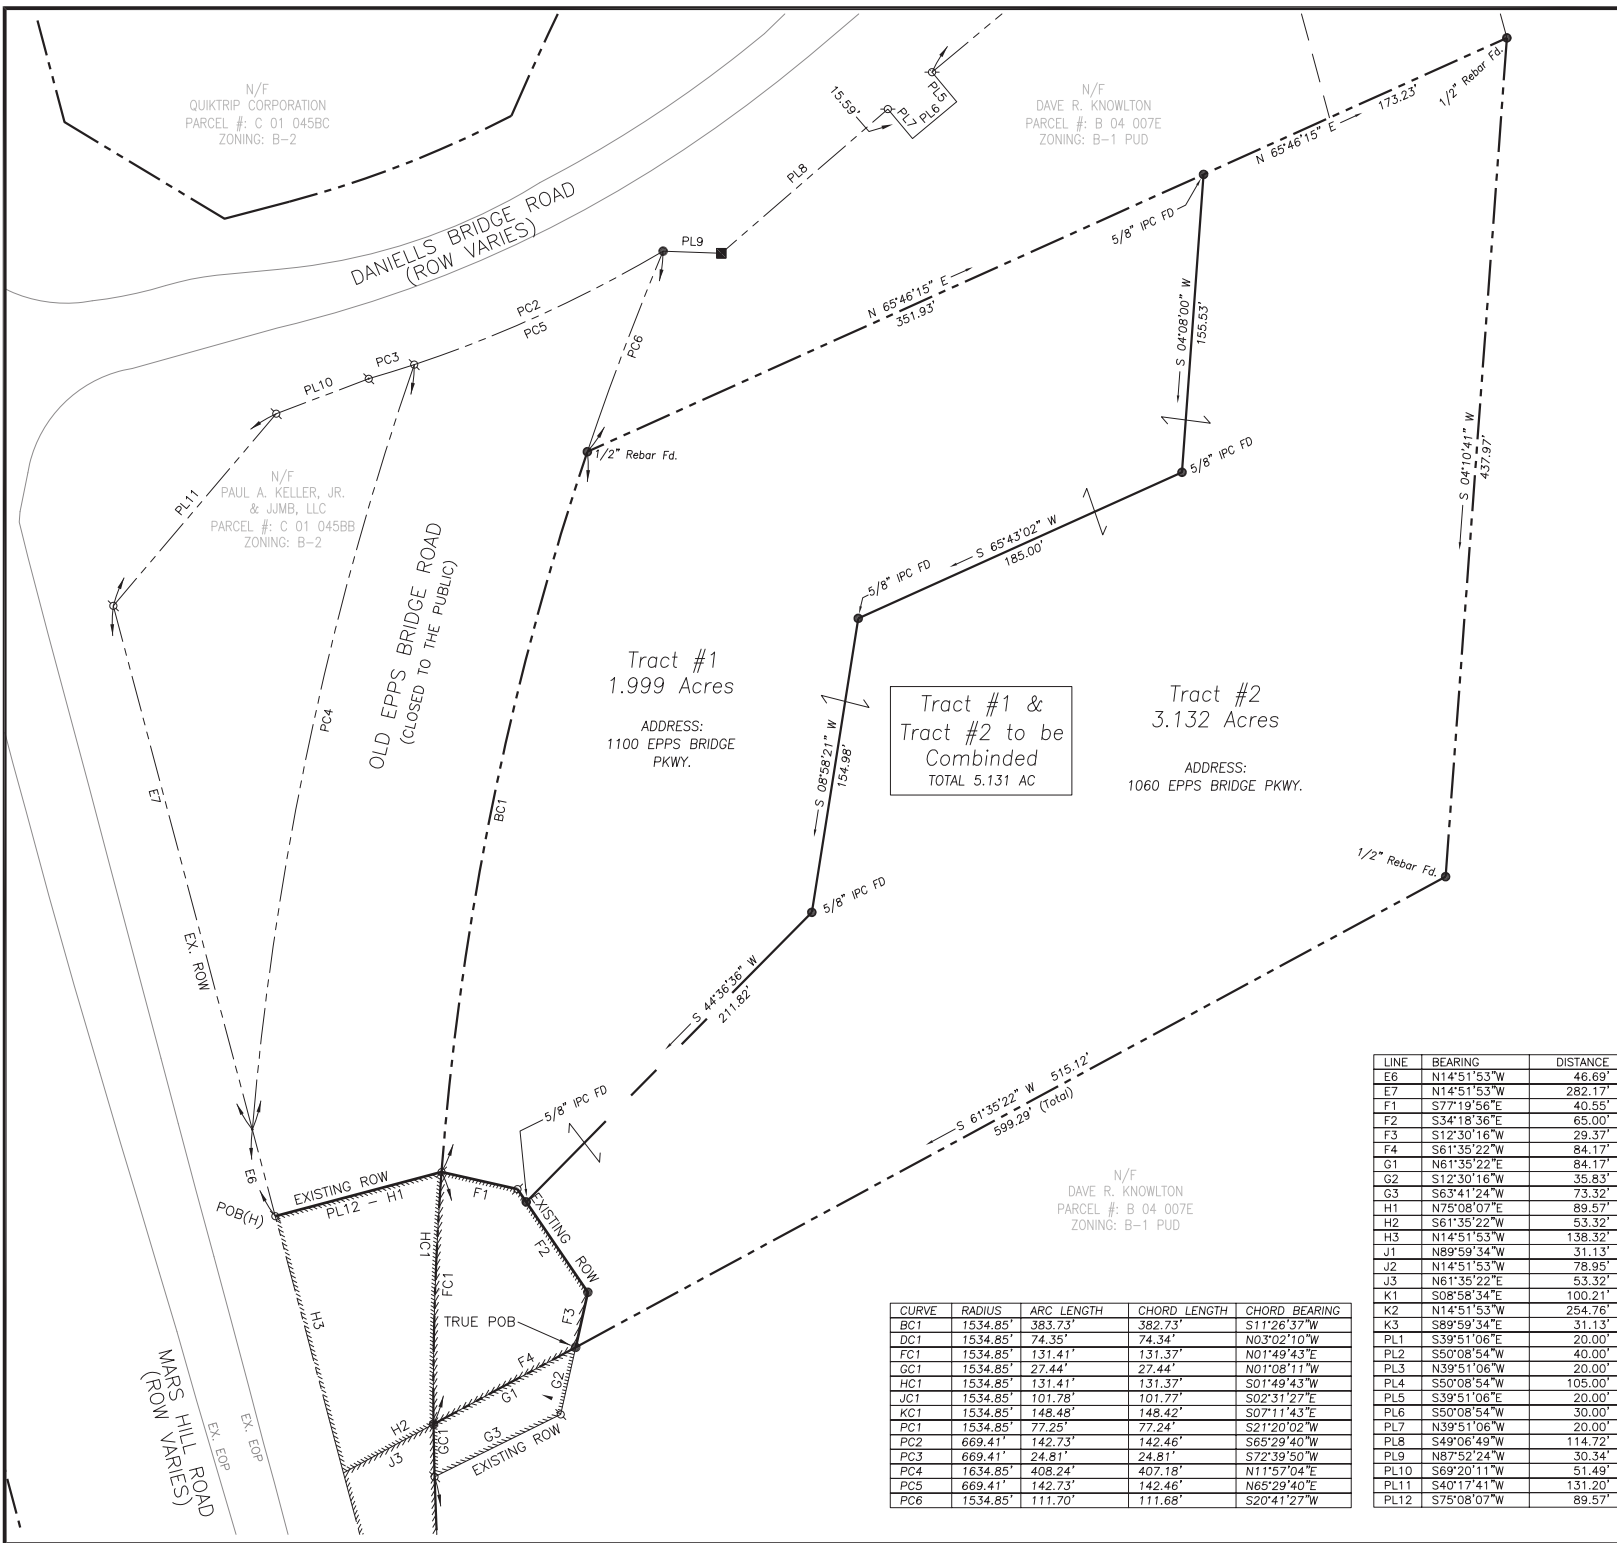 N/F
QUIKTRIP CORPORATION
PARCEL #: C 01 045BC
ZONING: B-2
N/F
DAVE R. KNOWLTON
PARCEL #: B 04 007E
ZONING: B-1 PUD
15.59'
PL5
PL6
PL7
PL8
N 65°46'15" E
173.23'
1/2" Rebar Fd.
DANIELLS BRIDGE ROAD
(ROW VARIES)
PL9
5/8" IPC FD
N 65°46'15" E
351.93'
PC2
PC5
PC6
PC3
PL10
S 04°08'00" W
155.53'
1/2" Rebar Fd.
5/8" IPC FD
S 04°10'41" W
437.97'
N/F
PAUL A. KELLER, JR.
& JJMB, LLC
PARCEL #: C 01 045BB
ZONING: B-2
PL11
OLD EPPS BRIDGE ROAD
(CLOSED TO THE PUBLIC)
S 65°43'02" W
185.00'
5/8" IPC FD
Tract #1
1.999 Acres
ADDRESS:
1100 EPPS BRIDGE
PKWY.
Tract #1 &
Tract #2 to be
Combinded
TOTAL 5.131 AC
Tract #2
3.132 Acres
ADDRESS:
1060 EPPS BRIDGE PKWY.
PC4
E7
BC1
S 08°58'21" W
154.98'
1/2" Rebar Fd.
5/8" IPC FD
EX. ROW
S 44°36'36" W
211.82'
5/8" IPC FD
S 61°35'22" W 515.12'
599.29' (Total)
E6
POB(H)
EXISTING ROW
PL12 - H1
F1
EXISTING ROW
F2
HC1
FC1
F3
TRUE POB
H3
F4
G1
G2
H2
J3
GC1
G3
EXISTING ROW
MARS HILL ROAD
(ROW VARIES)
EX. EOP
EX. EOP
N/F
DAVE R. KNOWLTON
PARCEL #: B 04 007E
ZONING: B-1 PUD
CURVE RADIUS ARC LENGTH CHORD LENGTH CHORD BEARING
BC1 1534.85' 383.73' 382.73' S11°26'37"W
DC1 1534.85' 74.35' 74.34' N03°02'10"W
FC1 1534.85' 131.41' 131.37' N01°49'43"E
GC1 1534.85' 27.44' 27.44' N01°08'11"W
HC1 1534.85' 131.41' 131.37' S01°49'43"W
JC1 1534.85' 101.78' 101.77' S02°31'27"E
KC1 1534.85' 148.48' 148.42' S07°11'43"E
PC1 1534.85' 77.25' 77.24' S21°20'02"W
PC2 669.41' 142.73' 142.46' S65°29'40"W
PC3 669.41' 24.81' 24.81' S72°39'50"W
PC4 1634.85' 408.24' 407.18' N11°57'04"E
PC5 669.41' 142.73' 142.46' N65°29'40"E
PC6 1534.85' 111.70' 111.68' S20°41'27"W
LINE BEARING DISTANCE
E6 N14°51'53"W 46.69'
E7 N14°51'53"W 282.17'
F1 S77°19'56"E 40.55'
F2 S34°18'36"E 65.00'
F3 S12°30'16"W 29.37'
F4 S61°35'22"W 84.17'
G1 N61°35'22"E 84.17'
G2 S12°30'16"W 35.83'
G3 S63°41'24"W 73.32'
H1 N75°08'07"E 89.57'
H2 S61°35'22"W 53.32'
H3 N14°51'53"W 138.32'
J1 N89°59'34"W 31.13'
J2 N14°51'53"W 78.95'
J3 N61°35'22"E 53.32'
K1 S08°58'34"E 100.21'
K2 N14°51'53"W 254.76'
K3 S89°59'34"E 31.13'
PL1 S39°51'06"E 20.00'
PL2 S50°08'54"W 40.00'
PL3 N39°51'06"W 20.00'
PL4 S50°08'54"W 105.00'
PL5 S39°51'06"E 20.00'
PL6 S50°08'54"W 30.00'
PL7 N39°51'06"W 20.00'
PL8 S49°06'49"W 114.72'
PL9 N87°52'24"W 30.34'
PL10 S69°20'11"W 51.49'
PL11 S40°17'41"W 131.20'
PL12 S75°08'07"W 89.57'